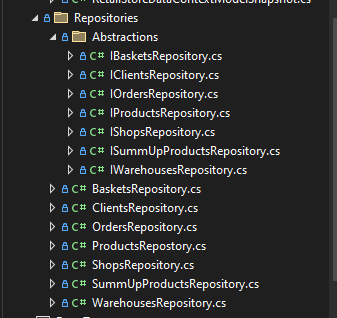 RetailStoreDataContextModelSnapshot.cs
Repositories
Abstractions
C# IBasketsRepository.cs
C# IClientsRepository.cs
C# IOrdersRepository.cs
C# IProductsRepository.cs
C# IShopsRepository.cs
C# ISummUpProductsRepository.cs
C# IWarehousesRepository.cs
C# BasketsRepository.cs
C# ClientsRepository.cs
C# OrdersRepository.cs
C# ProductsRepostory.cs
C# ShopsRepository.cs
C# SummUpProductsRepository.cs
C# WarehousesRepository.cs